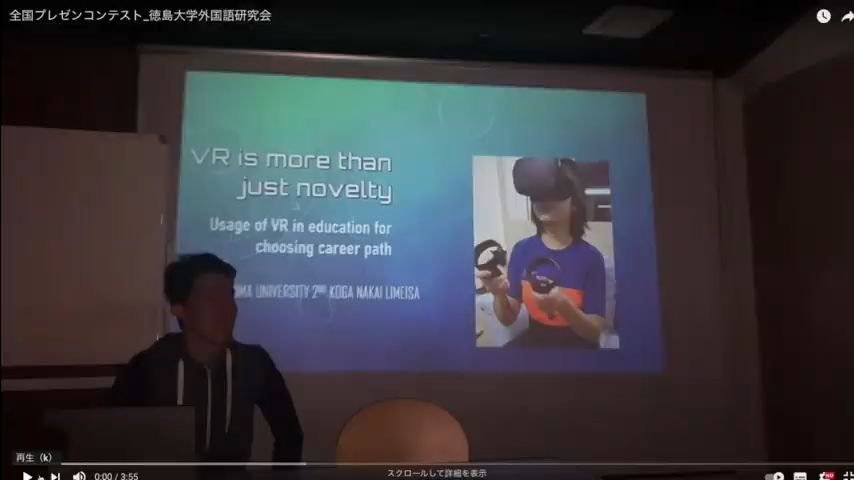 全国プレゼンコンテスト_徳島大学外国語研究会
VR is more than
just novelty
Usage of VR in education for
choosing career path
UNIVERSITY 2ND KOGA NAKAI LIMEISA
再生 (k)
0:00 / 3:55
スクロールして詳細を表示